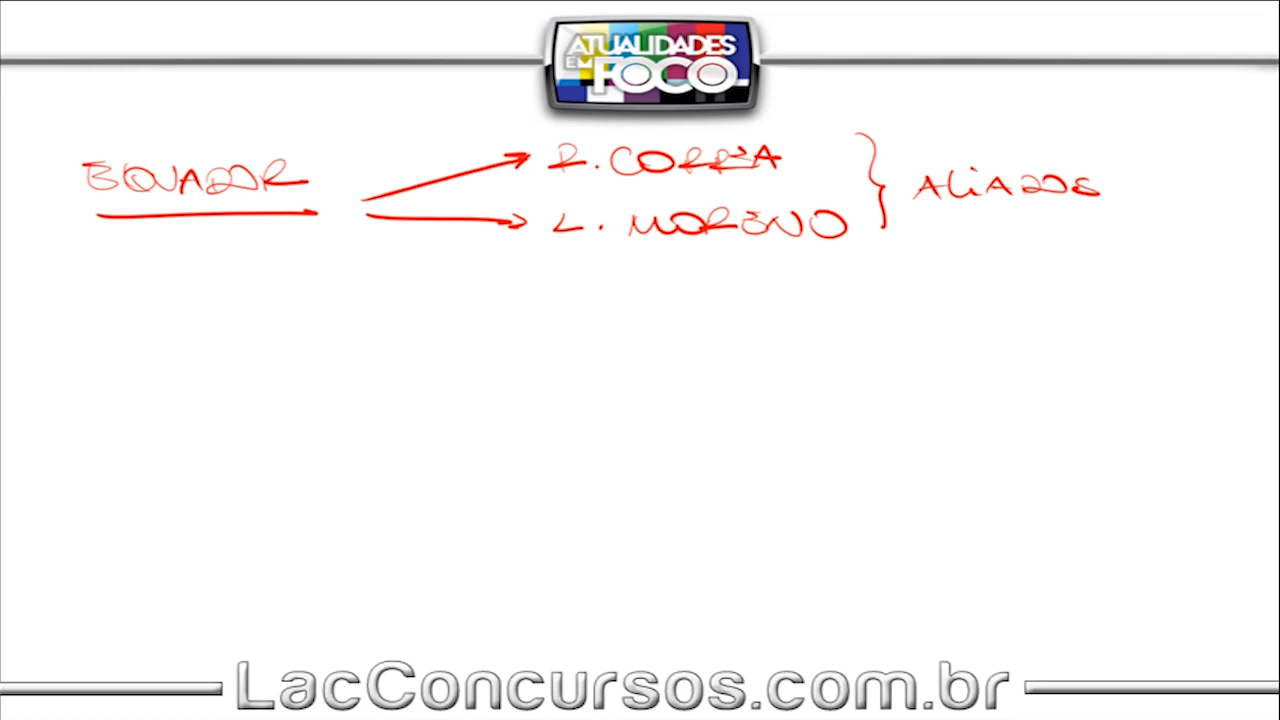 ATUALIDADES
EM FOCO
EQUADOR
R. CORREA
L. MORENO
ALIADOS
LacConcursos.com.br